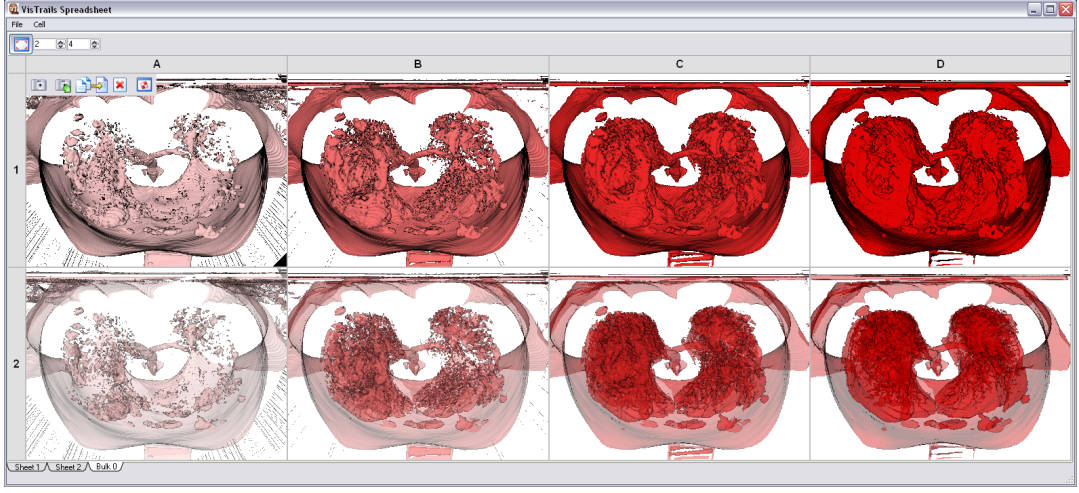 VisTrails Spreadsheet
File Cell
2 4
A B C D
1
2
Sheet 1 Sheet 2 Bulk 0